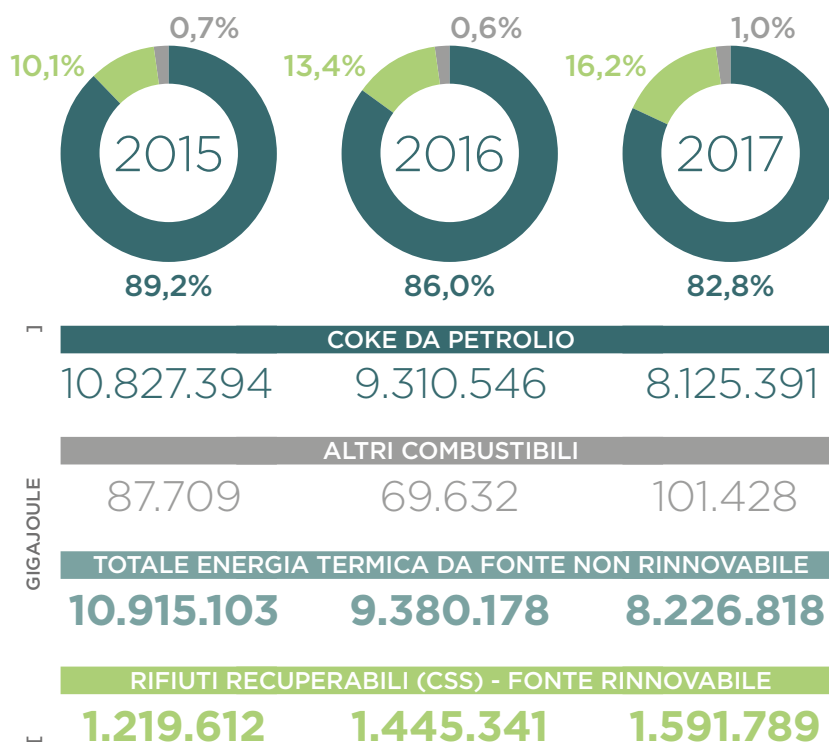 0,7% 0,6% 1,0%
10,1% 13,4% 16,2%
2015 2016 2017
89,2% 86,0% 82,8%
COKE DA PETROLIO
10.827.394 9.310.546 8.125.391
ALTRI COMBUSTIBILI
87.709 69.632 101.428
[ GIGAJOULE ]
TOTALE ENERGIA TERMICA DA FONTE NON RINNOVABILE
10.915.103 9.380.178 8.226.818
RIFIUTI RECUPERABILI (CSS) - FONTE RINNOVABILE
1.219.612 1.445.341 1.591.789